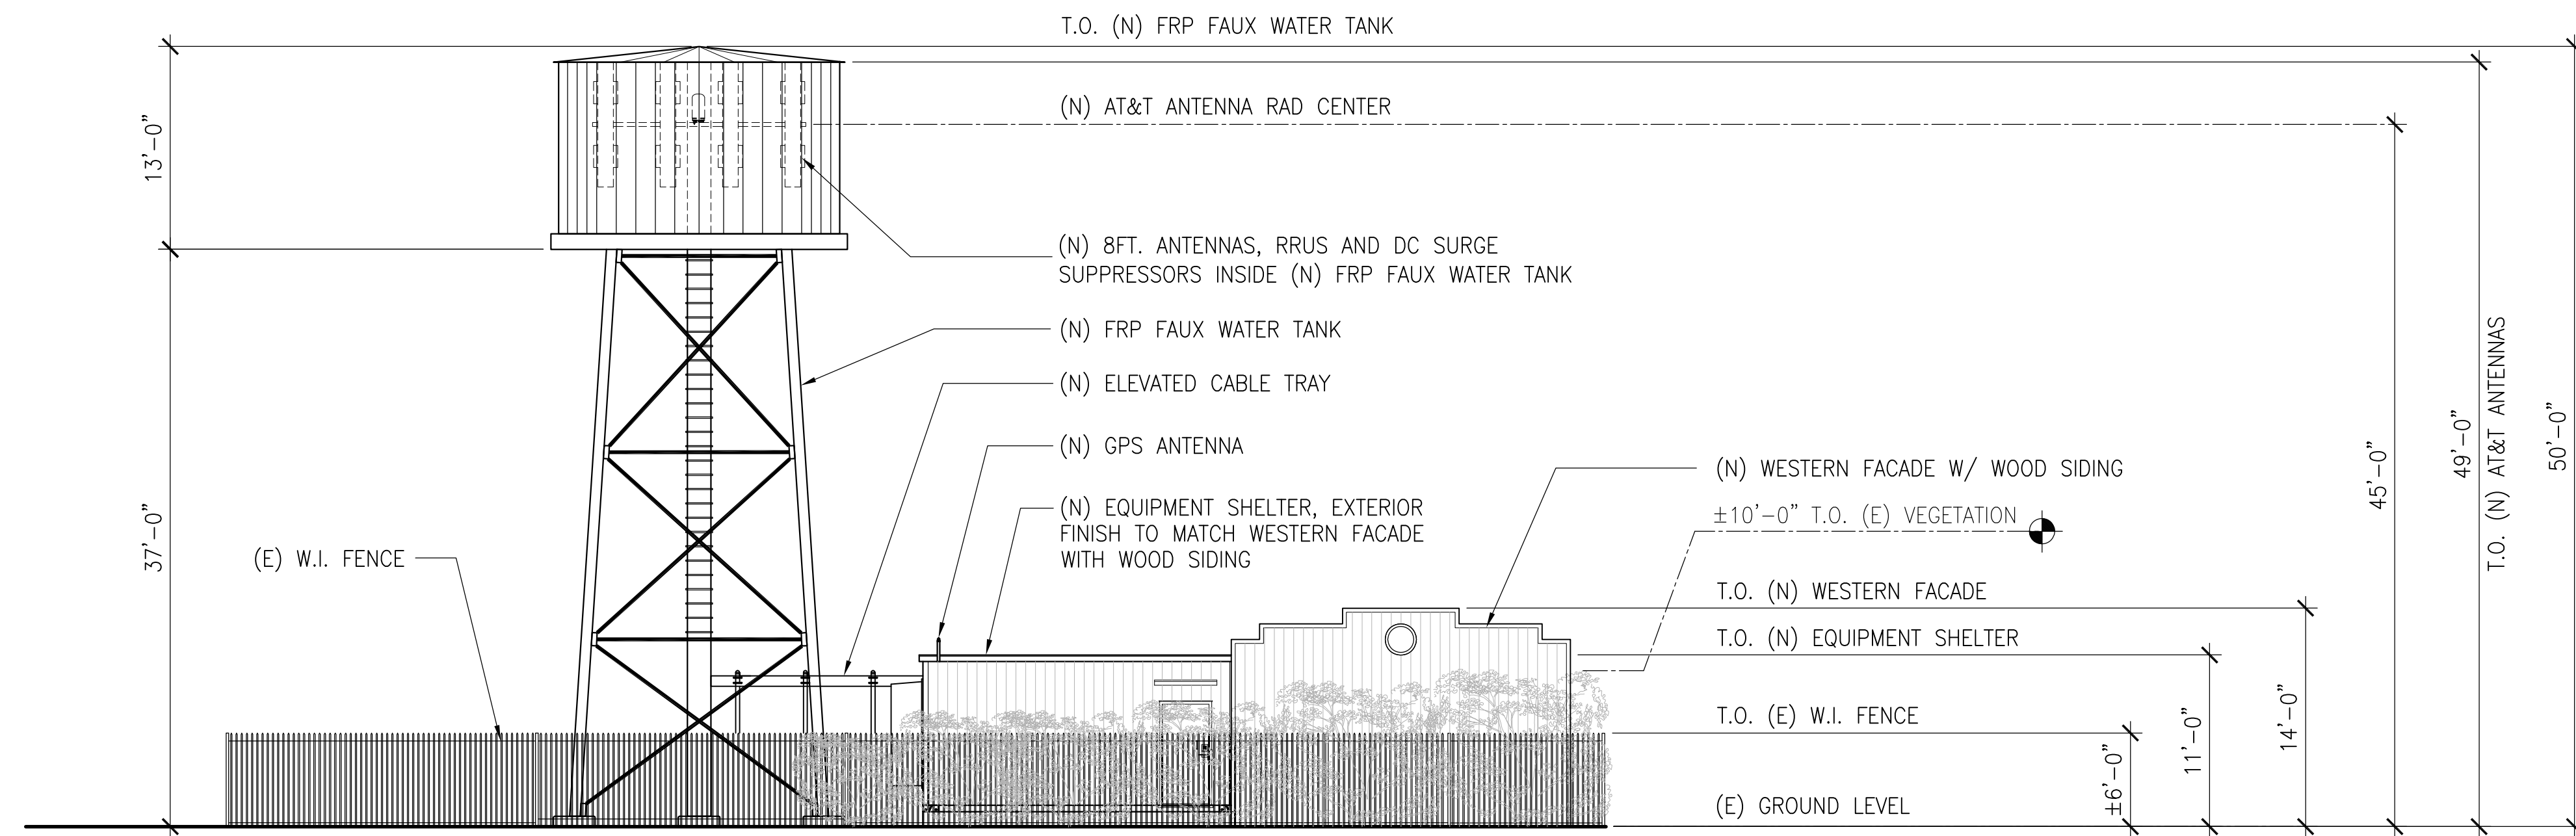 T.O. (N) FRP FAUX WATER TANK
(N) AT&T ANTENNA RAD CENTER
13'-0"
(N) 8FT. ANTENNAS, RRUS AND DC SURGE
SUPPRESSORS INSIDE (N) FRP FAUX WATER TANK
(N) FRP FAUX WATER TANK
(N) ELEVATED CABLE TRAY
(N) GPS ANTENNA
(N) EQUIPMENT SHELTER, EXTERIOR
FINISH TO MATCH WESTERN FACADE
WITH WOOD SIDING
37'-0"
(E) W.I. FENCE
(N) WESTERN FACADE W/ WOOD SIDING
±10'-0" T.O. (E) VEGETATION
T.O. (N) WESTERN FACADE
T.O. (N) EQUIPMENT SHELTER
T.O. (E) W.I. FENCE
(E) GROUND LEVEL
±6'-0"
11'-0"
14'-0"
45'-0"
49'-0"
T.O. (N) AT&T ANTENNAS
50'-0"